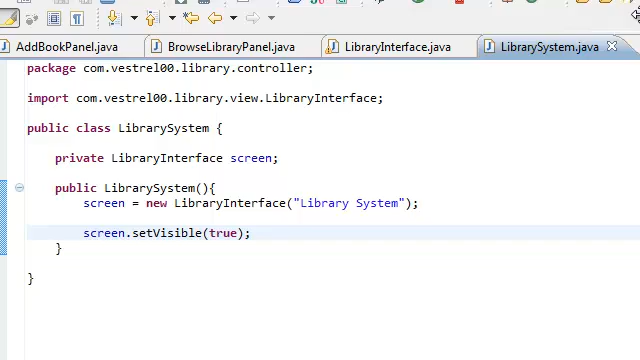 AddBookPanel.java BrowseLibraryPanel.java LibraryInterface.java LibrarySystem.java
package com.vestrel00.library.controller;
import com.vestrel00.library.view.LibraryInterface;
public class LibrarySystem {
private LibraryInterface screen;
public LibrarySystem(){
screen = new LibraryInterface("Library System");
screen.setVisible(true);
}
}